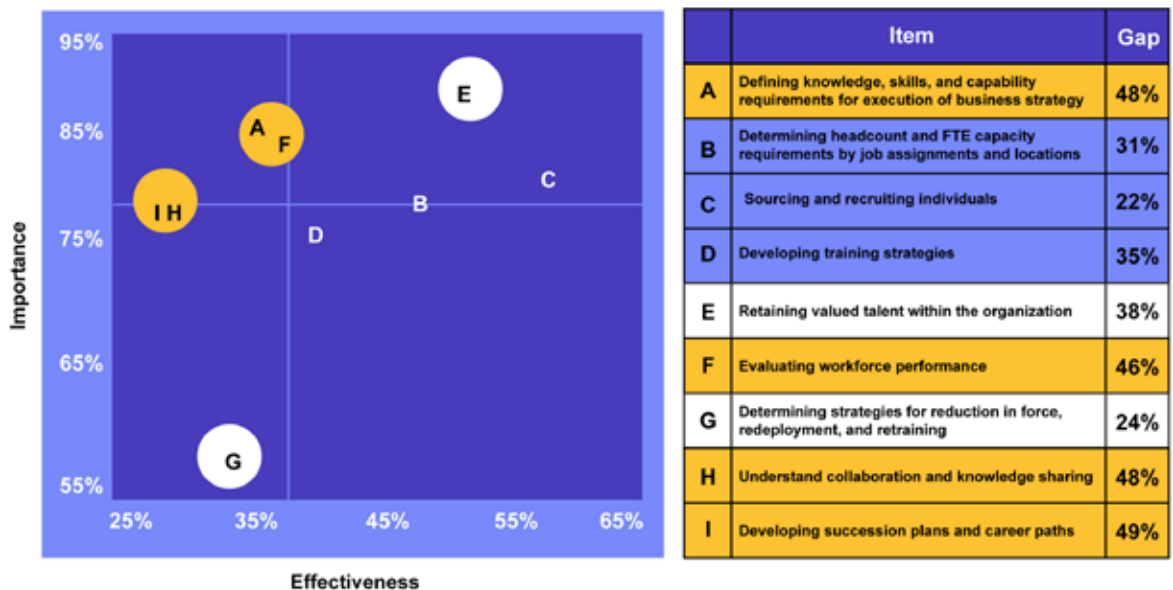 95%
85%
75%
65%
55%
Importance
E
A
F
C
I H
B
D
G
25% 35% 45% 55% 65%
Effectiveness
Item Gap
A Defining knowledge, skills, and capability
requirements for execution of business strategy 48%
B Determining headcount and FTE capacity
requirements by job assignments and locations 31%
C Sourcing and recruiting individuals 22%
D Developing training strategies 35%
E Retaining valued talent within the organization 38%
F Evaluating workforce performance 46%
G Determining strategies for reduction in force,
redeployment, and retraining 24%
H Understand collaboration and knowledge sharing 48%
I Developing succession plans and career paths 49%